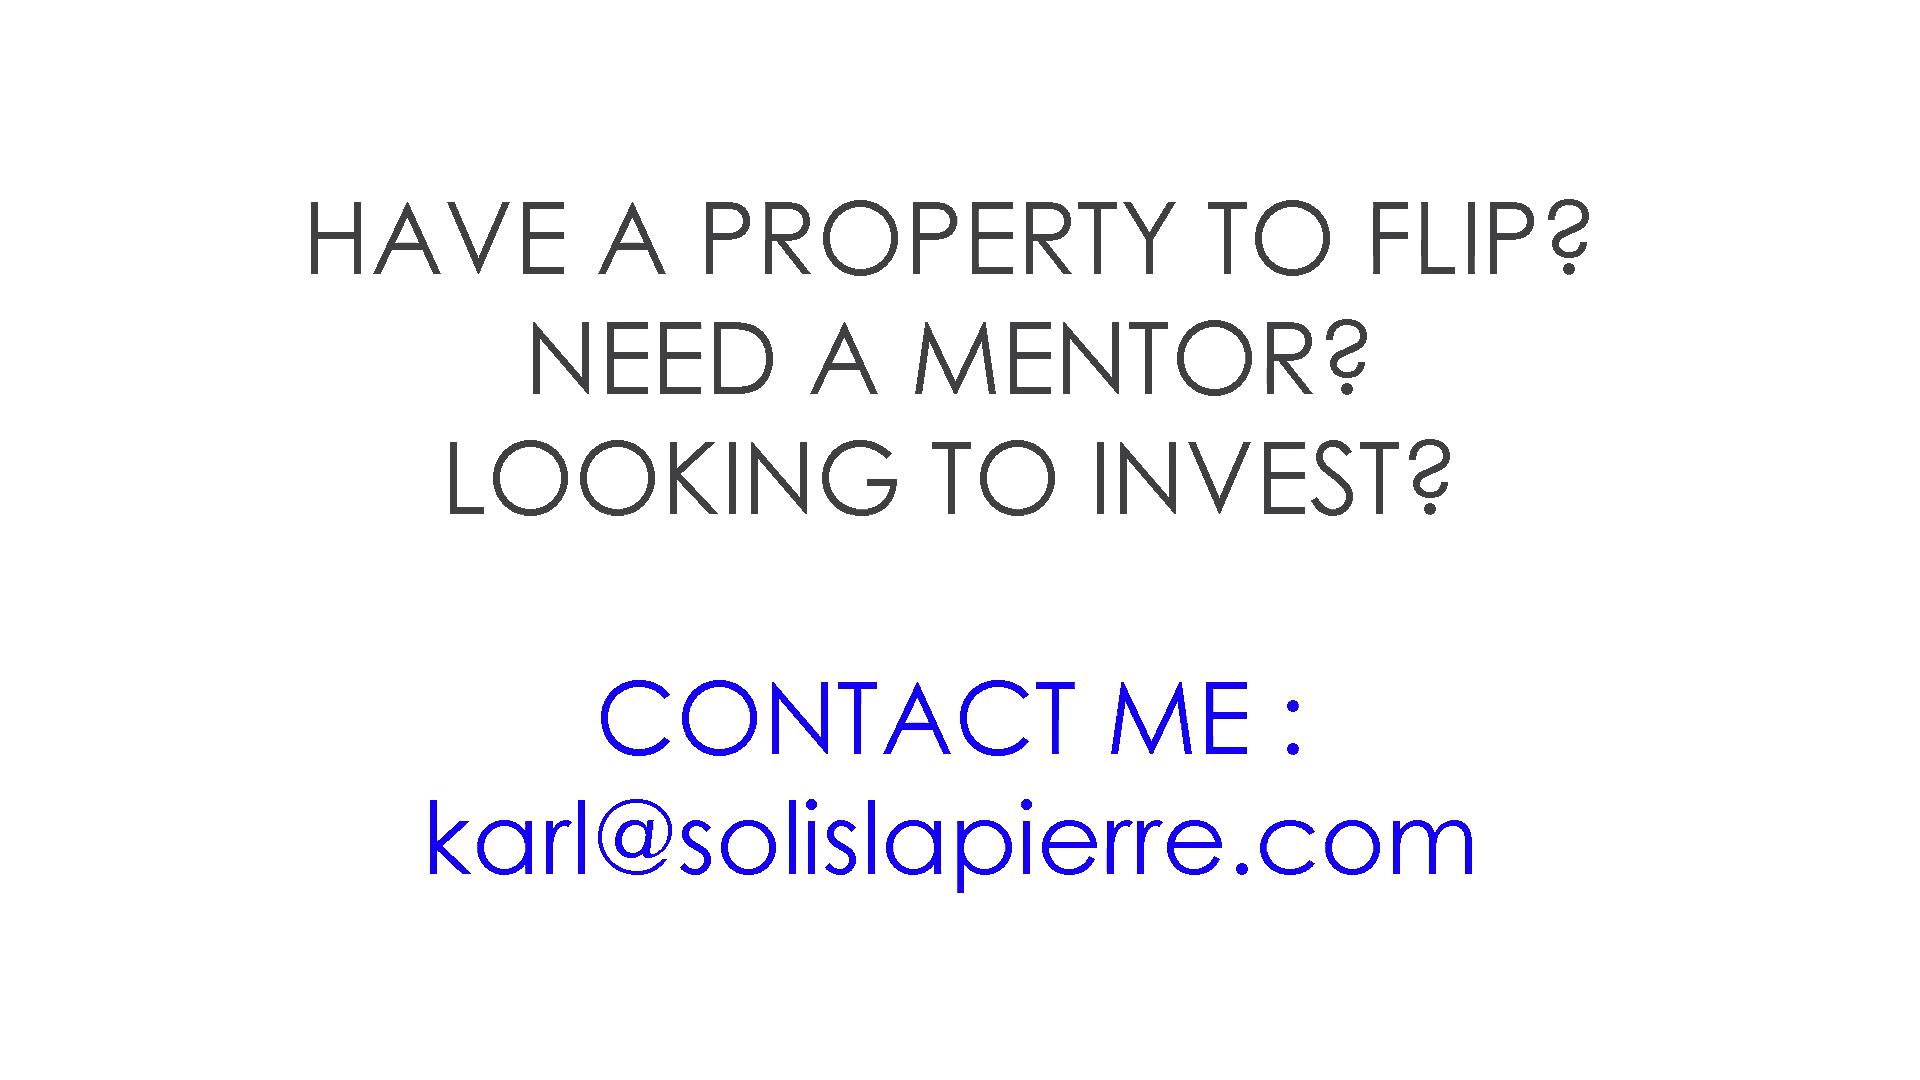 HAVE A PROPERTY TO FLIP?
NEED A MENTOR?
LOOKING TO INVEST?
CONTACT ME :
karl@solislapierre.com